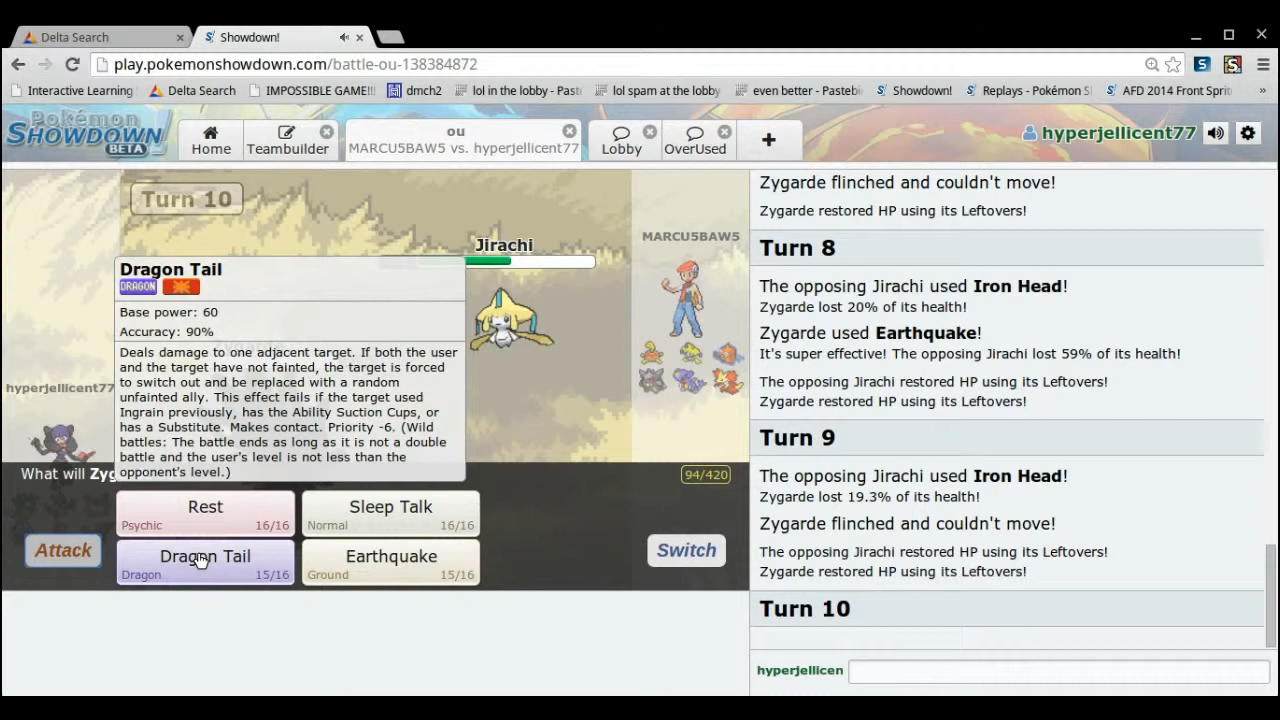 Delta Search
Showdown!
play.pokemonshowdown.com/battle-ou-138384872
Interactive Learning
Delta Search
IMPOSSIBLE GAME!!!
dmch2
lol in the lobby - Paste
lol spam at the lobby
even better - Pastebi
Showdown!
Replays - Pokémon S
AFD 2014 Front Sprit
»
Pokémon
SHOWDOWN!
BETA
Home
Teambuilder
ou
MARCU5BAW5 vs. hyperjellicent77
Lobby
OverUsed
+
hyperjellicent77
Turn 10
Jirachi
MARCU5BAW5
hyperjellicent77
Dragon Tail
DRAGON
Base power: 60
Accuracy: 90%
Deals damage to one adjacent target. If both the user
and the target have not fainted, the target is forced
to switch out and be replaced with a random
unfainted ally. This effect fails if the target used
Ingrain previously, has the Ability Suction Cups, or
has a Substitute. Makes contact. Priority -6. (Wild
battles: The battle ends as long as it is not a double
battle and the user's level is not less than the
opponent's level.)
What will Zyg
94/420
Attack
Rest
Psychic 16/16
Sleep Talk
Normal 16/16
Dragon Tail
Dragon 15/16
Earthquake
Ground 15/16
Switch
Zygarde flinched and couldn't move!
Zygarde restored HP using its Leftovers!
Turn 8
The opposing Jirachi used Iron Head!
Zygarde lost 20% of its health!
Zygarde used Earthquake!
It's super effective! The opposing Jirachi lost 59% of its health!
The opposing Jirachi restored HP using its Leftovers!
Zygarde restored HP using its Leftovers!
Turn 9
The opposing Jirachi used Iron Head!
Zygarde lost 19.3% of its health!
Zygarde flinched and couldn't move!
The opposing Jirachi restored HP using its Leftovers!
Zygarde restored HP using its Leftovers!
Turn 10
hyperjellicen